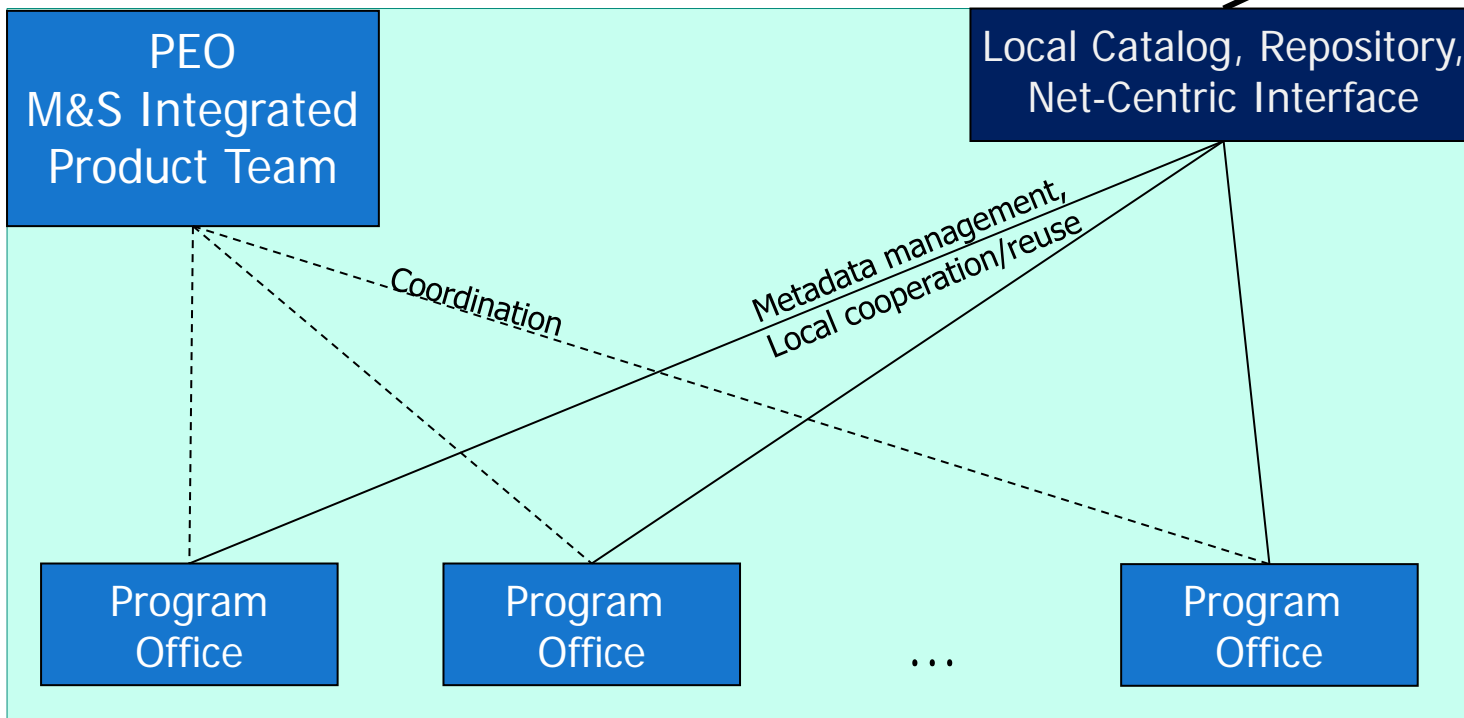 PEO
M&S Integrated
Product Team
Local Catalog, Repository,
Net-Centric Interface
Coordination
Metadata management,
Local cooperation/reuse
Program
Office
Program
Office
...
Program
Office